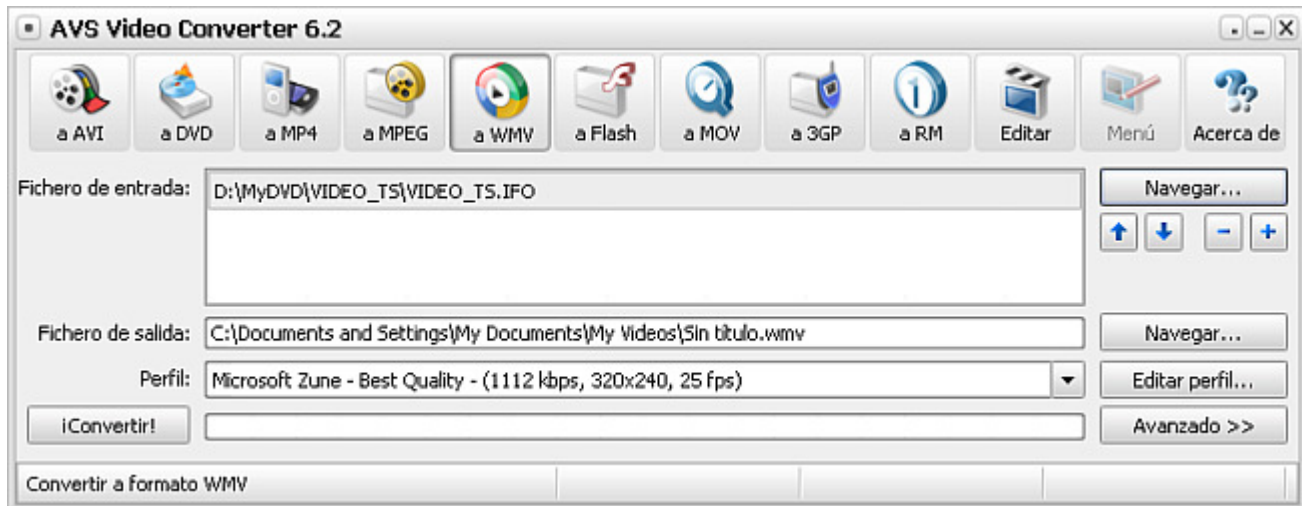 AVS Video Converter 6.2
a AVI a DVD a MP4 a MPEG a WMV a Flash a MOV a 3GP a RM Editar Menú Acerca de
Fichero de entrada: D:\MyDVD\VIDEO_TS\VIDEO_TS.IFO Navegar...
Fichero de salida: C:\Documents and Settings\My Documents\My Videos\Sin título.wmv Navegar...
Perfil: Microsoft Zune - Best Quality - (1112 kbps, 320x240, 25 fps) Editar perfil...
¡Convertir! Avanzado >>
Convertir a formato WMV